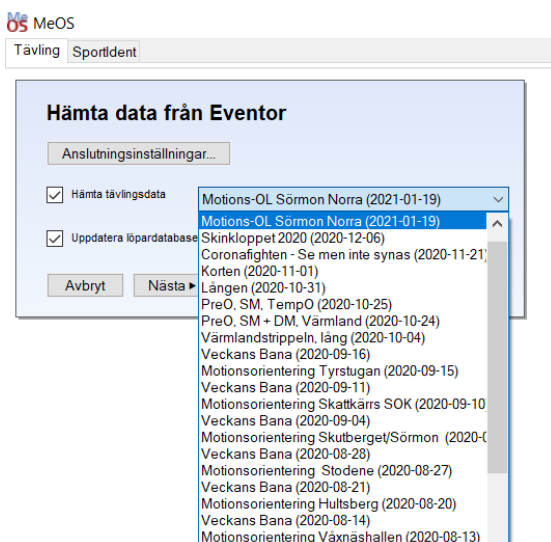 MeOS
MeOS
Tävling SportIdent
Hämta data från Eventor
Anslutningsinställningar...
Hämta tävlingsdata Motions-OL Sörmon Norra (2021-01-19)
Motions-OL Sörmon Norra (2021-01-19)
Uppdatera löpardatabase Skinkloppet 2020 (2020-12-06)
Coronafighten - Se men inte synas (2020-11-21)
Korten (2020-11-01)
Avbryt Nästa Lången (2020-10-31)
PreO, SM, TempO (2020-10-25)
PreO, SM + DM, Värmland (2020-10-24)
Värmlandstrippeln, lång (2020-10-04)
Veckans Bana (2020-09-16)
Motionsorientering Tyrstugan (2020-09-15)
Veckans Bana (2020-09-11)
Motionsorientering Skattkärrs SOK (2020-09-10
Veckans Bana (2020-09-04)
Motionsorientering Skutberget/Sörmon (2020-0
Veckans Bana (2020-08-28)
Motionsorientering Stodene (2020-08-27)
Veckans Bana (2020-08-21)
Motionsorientering Hultsberg (2020-08-20)
Veckans Bana (2020-08-14)
Motionsorientering Våxnäshallen (2020-08-13)